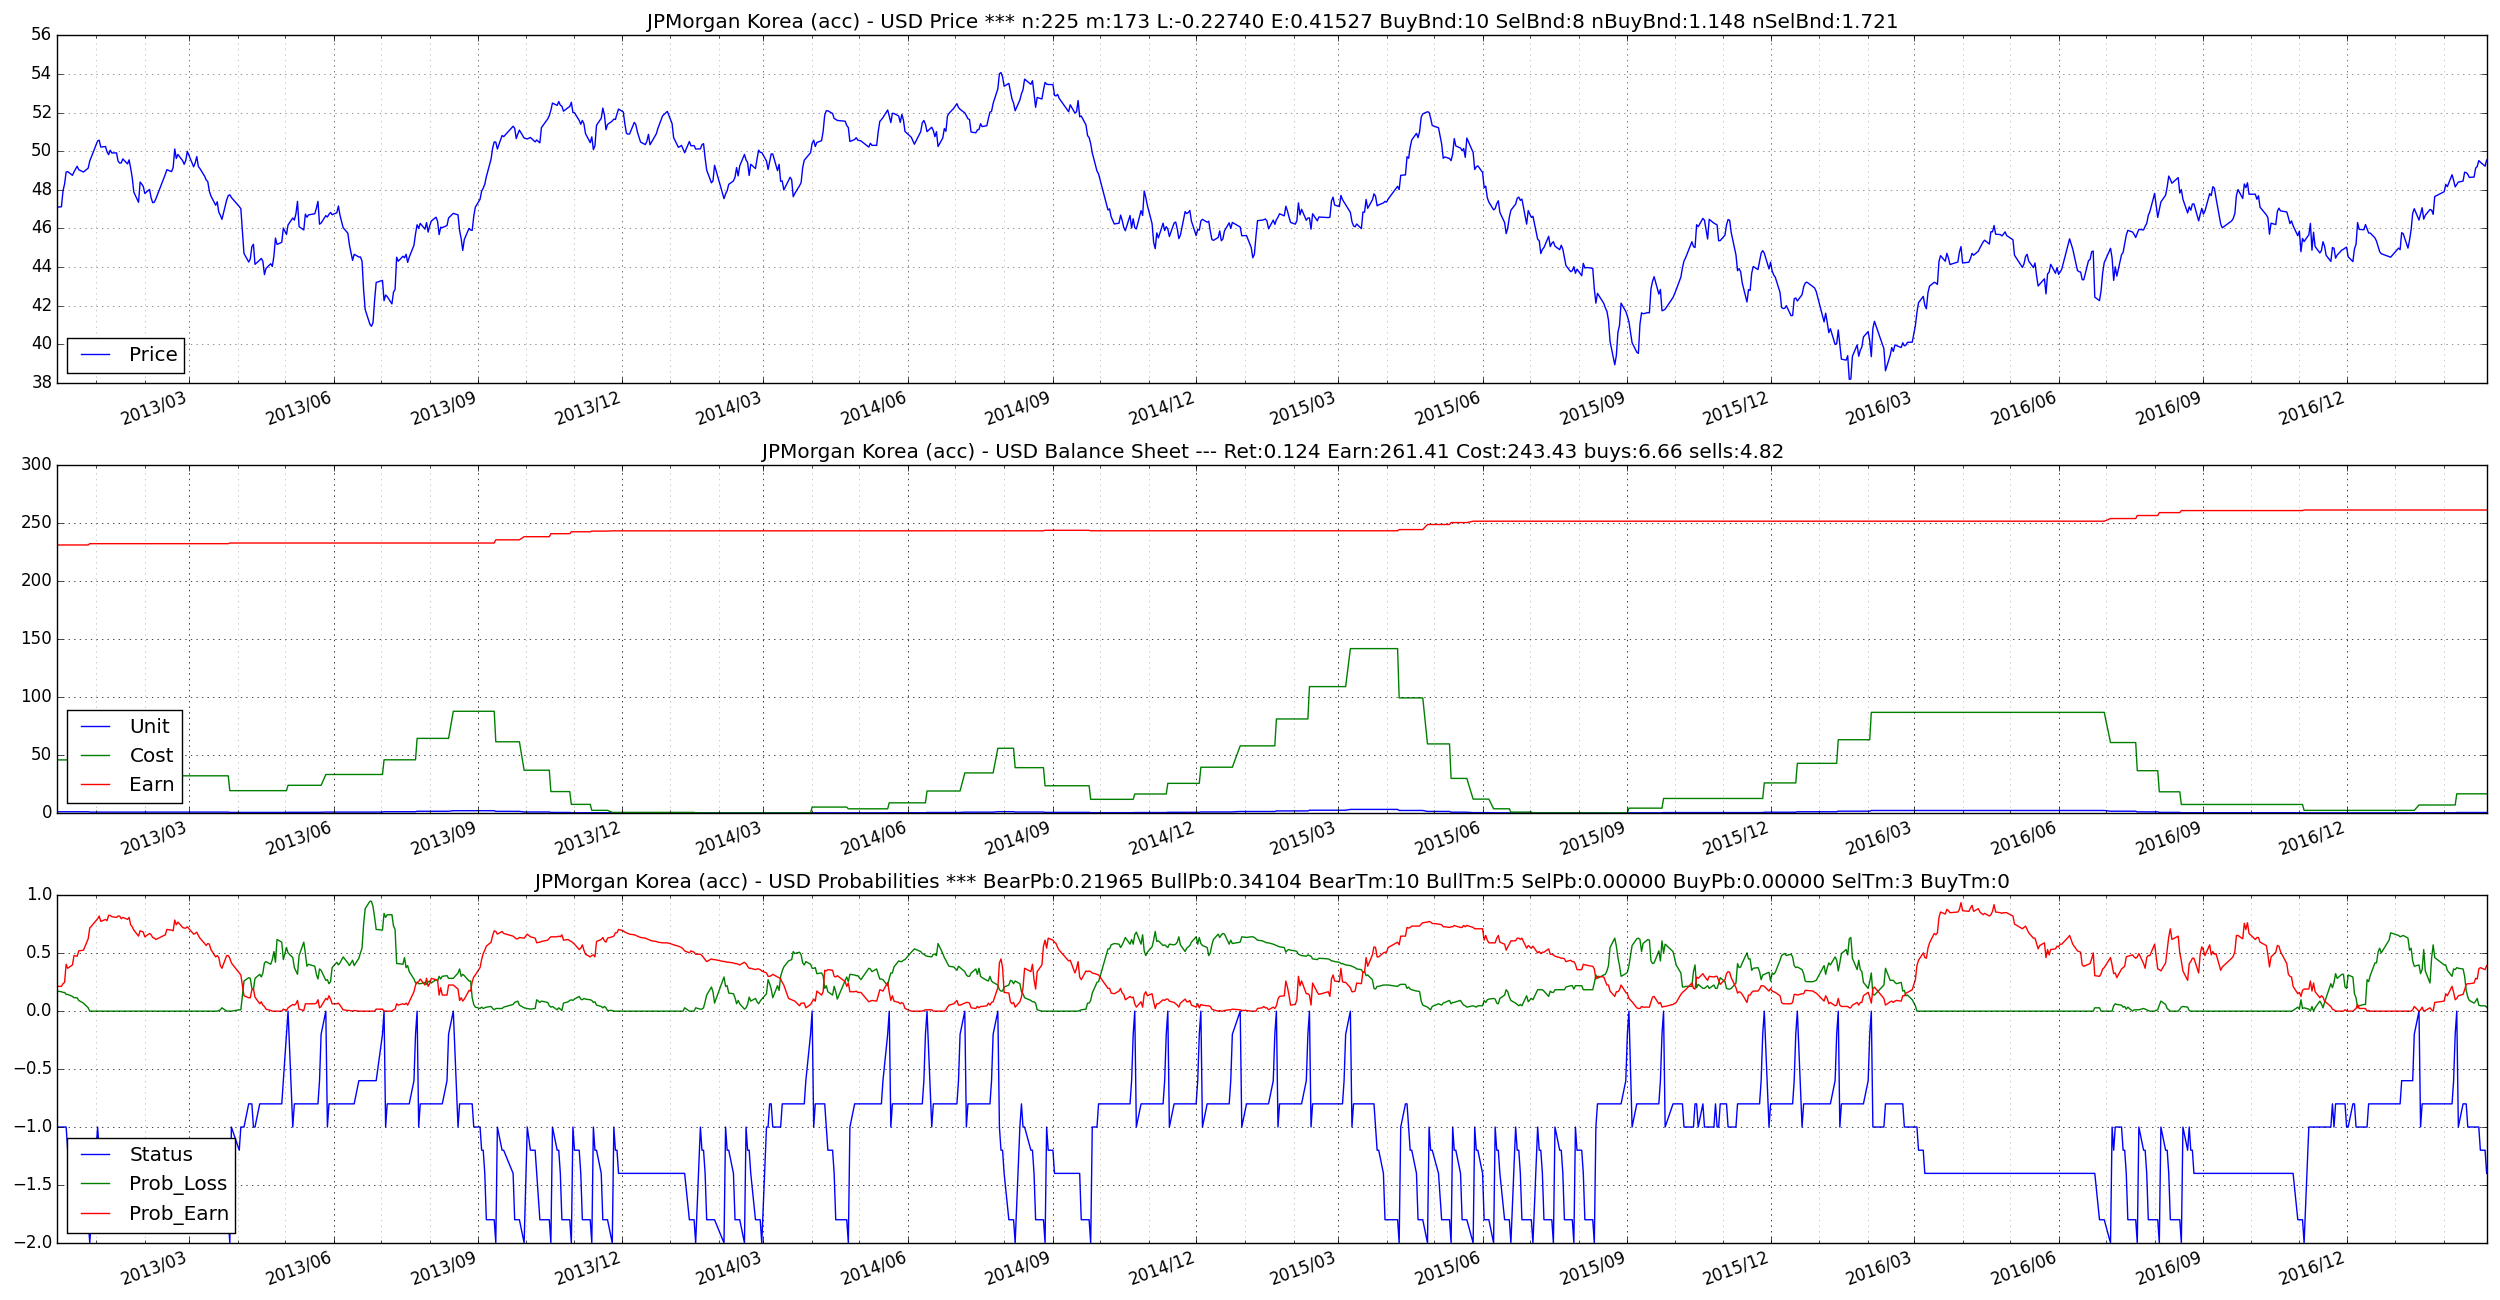 JPMorgan Korea (acc) - USD Price *** n:225 m:173 L:-0.22740 E:0.41527 BuyBnd:10 SelBnd:8 nBuyBnd:1.148 nSelBnd:1.721
56
54
52
50
48
46
44
42
40
38
Price
2013/03 2013/06 2013/09 2013/12 2014/03 2014/06 2014/09 2014/12 2015/03 2015/06 2015/09 2015/12 2016/03 2016/06 2016/09 2016/12
JPMorgan Korea (acc) - USD Balance Sheet --- Ret:0.124 Earn:261.41 Cost:243.43 buys:6.66 sells:4.82
300
250
200
150
100
50
0
Unit
Cost
Earn
2013/03 2013/06 2013/09 2013/12 2014/03 2014/06 2014/09 2014/12 2015/03 2015/06 2015/09 2015/12 2016/03 2016/06 2016/09 2016/12
JPMorgan Korea (acc) - USD Probabilities *** BearPb:0.21965 BullPb:0.34104 BearTm:10 BullTm:5 SelPb:0.00000 BuyPb:0.00000 SelTm:3 BuyTm:0
1.0
0.5
0.0
−0.5
−1.0
−1.5
−2.0
Status
Prob_Loss
Prob_Earn
2013/03 2013/06 2013/09 2013/12 2014/03 2014/06 2014/09 2014/12 2015/03 2015/06 2015/09 2015/12 2016/03 2016/06 2016/09 2016/12